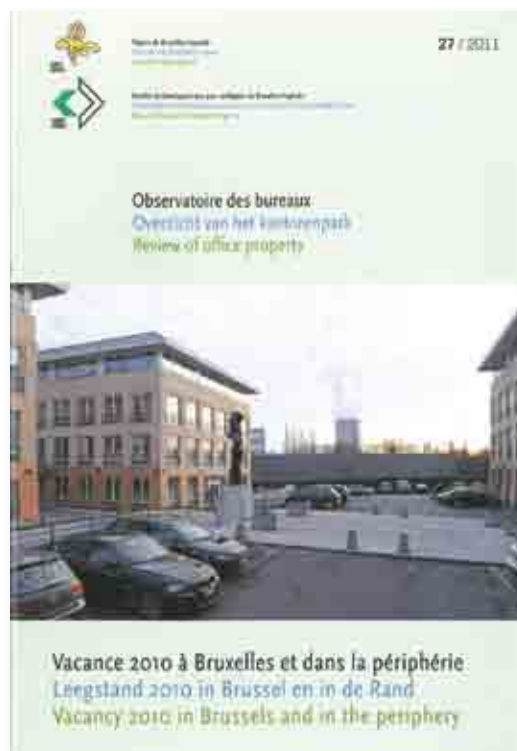 27 / 2011
Observatoire des bureaux
Overzicht van het kantorenpark
Review of office property
Vacance 2010 à Bruxelles et dans la périphérie
Leegstand 2010 in Brussel en in de Rand
Vacancy 2010 in Brussels and in the periphery